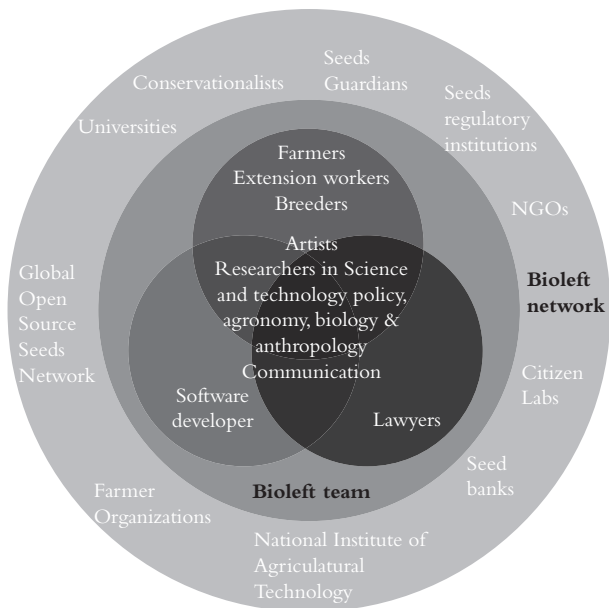 Seeds
Guardians
Conservationalists
Seeds
regulatory
institutions
Universities
Farmers
Extension workers
Breeders
NGOs
Artists
Researchers in Science
and technology policy,
agronomy, biology &
anthropology
Communication
Global
Open
Source
Seeds
Network
Bioleft
network
Citizen
Labs
Software
developer
Lawyers
Seed
banks
Bioleft team
Farmer
Organizations
National Institute of
Agriculatural
Technology